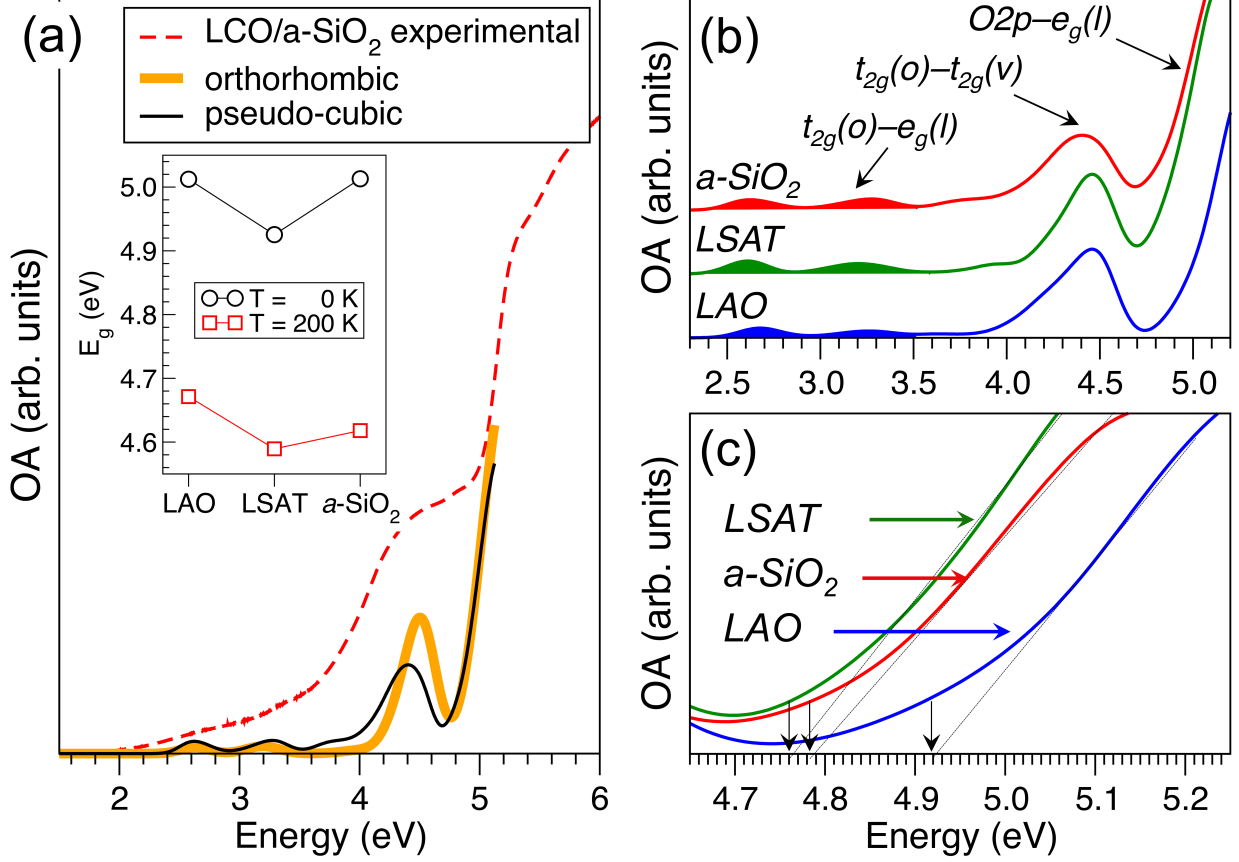 (a)
LCO/a-SiO2 experimental
orthorhombic
pseudo-cubic
OA (arb. units)
Eg (eV)
5.0
4.9
4.8
4.7
4.6
T = 0 K
T = 200 K
LAO LSAT a-SiO2
2 3 4 5 6
Energy (eV)
(b)
O2p–eg(l)
t2g(o)–t2g(v)
t2g(o)–eg(l)
a-SiO2
LSAT
LAO
OA (arb. units)
2.5 3.0 3.5 4.0 4.5 5.0
(c)
LSAT
a-SiO2
LAO
OA (arb. units)
4.7 4.8 4.9 5.0 5.1 5.2
Energy (eV)